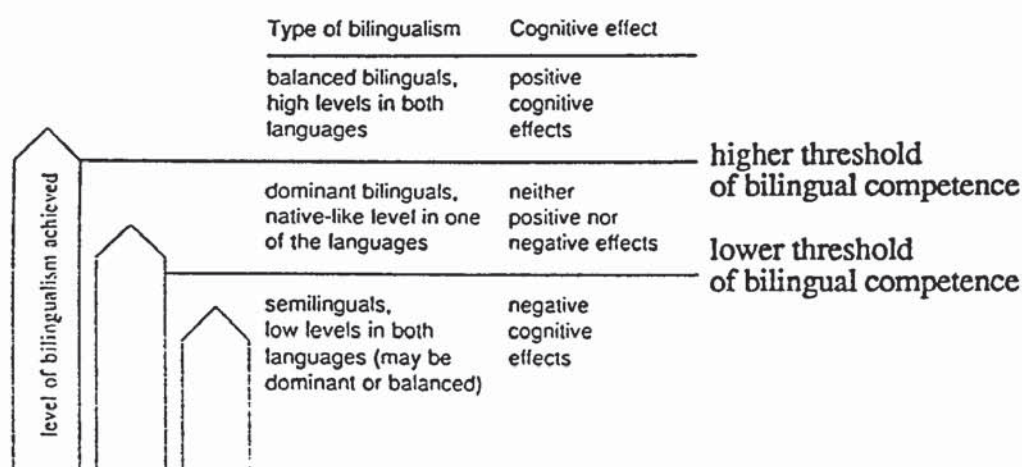 Type of bilingualism Cognitive effect
balanced bilinguals, positive
high levels in both cognitive
languages effects
higher threshold
of bilingual competence
dominant bilinguals, neither
native-like level in one positive nor
of the languages negative effects
lower threshold
of bilingual competence
semilinguals, negative
low levels in both cognitive
languages (may be effects
dominant or balanced)
level of bilingualism achieved